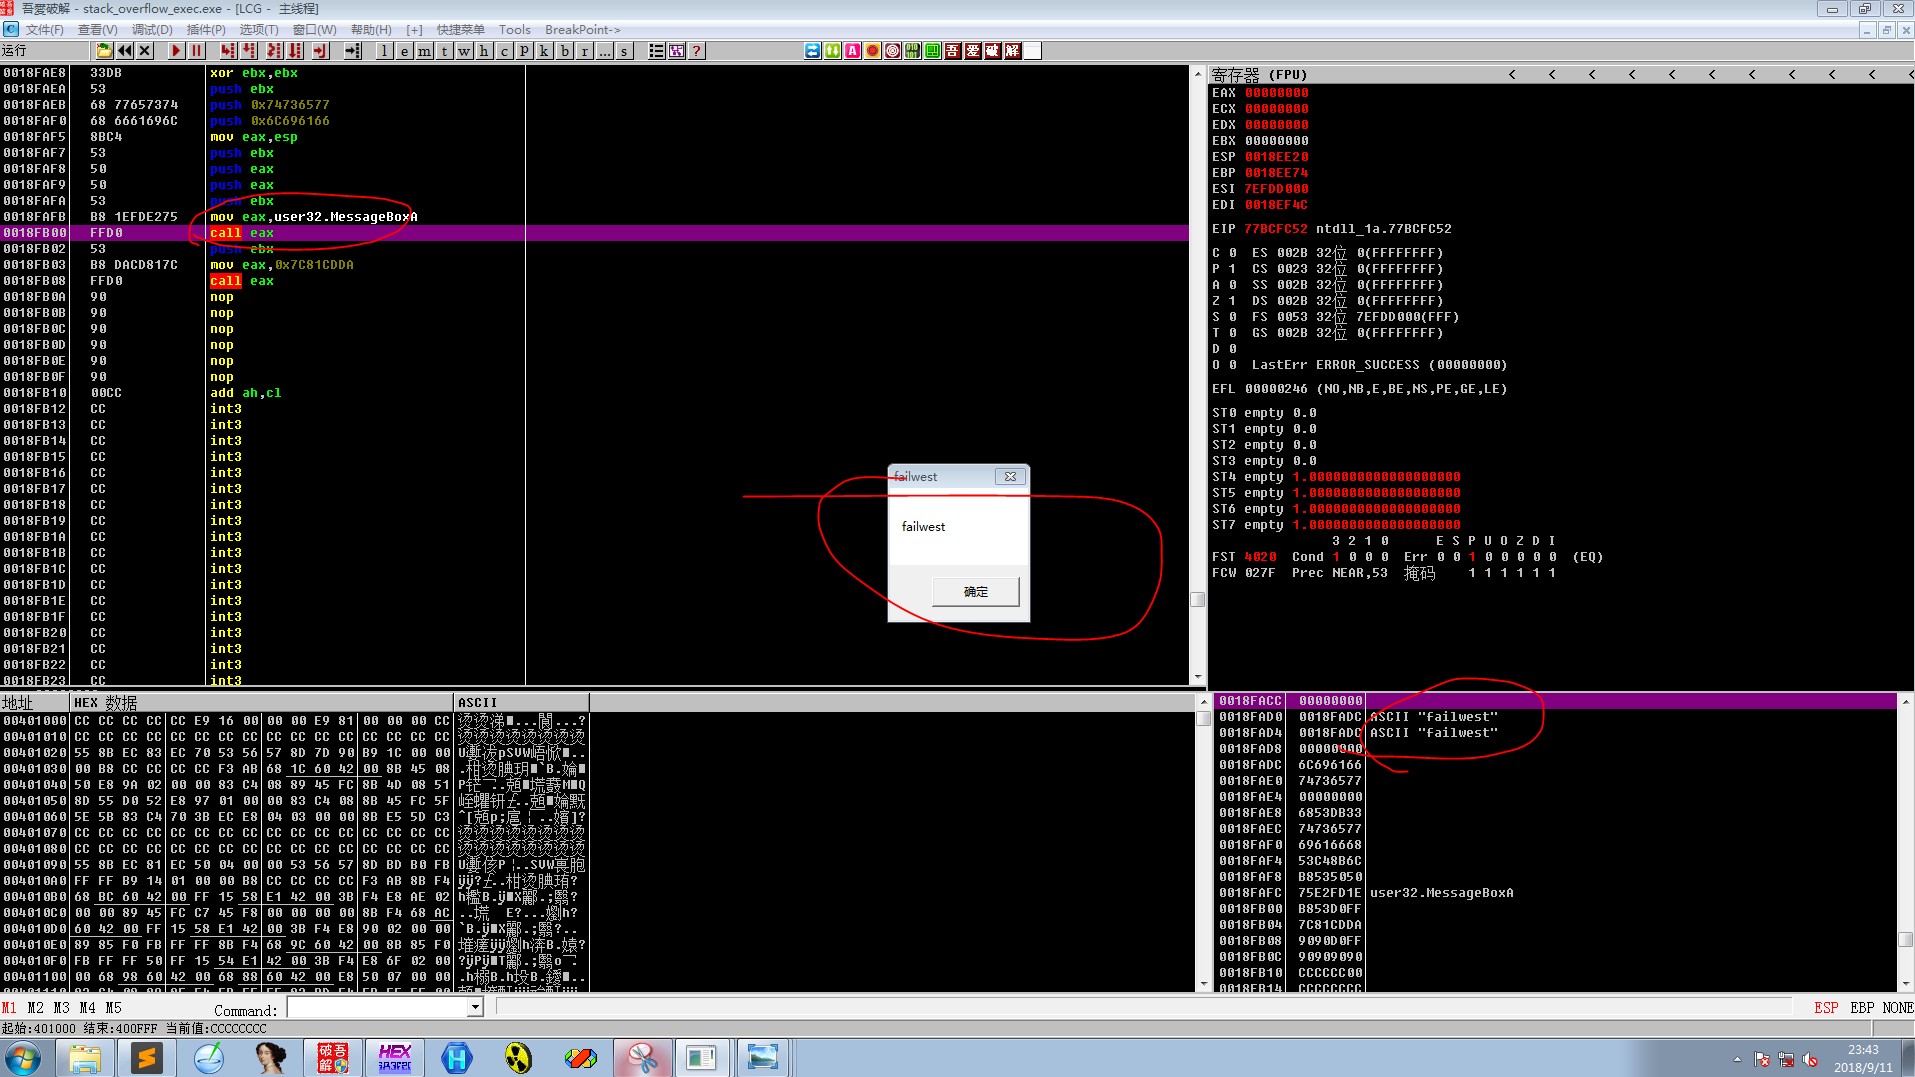 吾爱破解 - stack_overflow_exec.exe - [LCG - 主线程]
文件(F) 查看(V) 调试(D) 插件(P) 选项(T) 窗口(W) 帮助(H) [+] 快捷菜单 Tools BreakPoint->
运行 l e m t w h c p k b r ... s ?
吾 爱 破 解
0018FAE8 33DB xor ebx,ebx
0018FAEA 53 push ebx
0018FAEB 68 77657374 push 0x74736577
0018FAF0 68 6661696C push 0x6C696166
0018FAF5 8BC4 mov eax,esp
0018FAF7 53 push ebx
0018FAF8 50 push eax
0018FAF9 50 push eax
0018FAFA 53 push ebx
0018FAFB B8 1EFDE275 mov eax,user32.MessageBoxA
0018FB00 FFD0 call eax
0018FB02 53 push ebx
0018FB03 B8 DACD817C mov eax,0x7C81CDDA
0018FB08 FFD0 call eax
0018FB0A 90 nop
0018FB0B 90 nop
0018FB0C 90 nop
0018FB0D 90 nop
0018FB0E 90 nop
0018FB0F 90 nop
0018FB10 00CC add ah,cl
0018FB12 CC int3
0018FB13 CC int3
0018FB14 CC int3
0018FB15 CC int3
0018FB16 CC int3
0018FB17 CC int3
0018FB18 CC int3
0018FB19 CC int3
0018FB1A CC int3
0018FB1B CC int3
0018FB1C CC int3
0018FB1D CC int3
0018FB1E CC int3
0018FB1F CC int3
0018FB20 CC int3
0018FB21 CC int3
0018FB22 CC int3
0018FB23 CC int3
failwest
failwest
确定
寄存器 (FPU) < < < < < < < < < < <
EAX 00000000
ECX 00000000
EDX 00000000
EBX 00000000
ESP 0018EE20
EBP 0018EE74
ESI 7EFDD000
EDI 0018EF4C
EIP 77BCFC52 ntdll_1a.77BCFC52
C 0 ES 002B 32位 0(FFFFFFFF)
P 1 CS 0023 32位 0(FFFFFFFF)
A 0 SS 002B 32位 0(FFFFFFFF)
Z 1 DS 002B 32位 0(FFFFFFFF)
S 0 FS 0053 32位 7EFDD000(FFF)
T 0 GS 002B 32位 0(FFFFFFFF)
D 0
O 0 LastErr ERROR_SUCCESS (00000000)
EFL 00000246 (NO,NB,E,BE,NS,PE,GE,LE)
ST0 empty 0.0
ST1 empty 0.0
ST2 empty 0.0
ST3 empty 0.0
ST4 empty 1.0000000000000000000
ST5 empty 1.0000000000000000000
ST6 empty 1.0000000000000000000
ST7 empty 1.0000000000000000000
3 2 1 0 E S P U O Z D I
FST 4020 Cond 1 0 0 0 Err 0 0 1 0 0 0 0 0 (EQ)
FCW 027F Prec NEAR,53 掩码 1 1 1 1 1 1
地址 HEX 数据 ASCII
00401000 CC CC CC CC CC E9 16 00 00 00 E9 81 00 00 00 CC
00401010 CC CC CC CC CC CC CC CC CC CC CC CC CC CC CC CC 烫烫烫烫烫烫烫烫
00401020 55 8B EC 83 EC 70 53 56 57 8D 7D 90 B9 1C 00 00
00401030 00 B8 CC CC CC CC F3 AB 68 1C 60 42 00 8B 45 08
00401040 50 E8 9A 02 00 00 83 C4 08 89 45 FC 8B 4D 08 51
00401050 8D 55 D0 52 E8 97 01 00 00 83 C4 08 8B 45 FC 5F
00401060 5E 5B 83 C4 70 3B EC E8 04 03 00 00 8B E5 5D C3
00401070 CC CC CC CC CC CC CC CC CC CC CC CC CC CC CC CC 烫烫烫烫烫烫烫烫
00401080 CC CC CC CC CC CC CC CC CC CC CC CC CC CC CC CC 烫烫烫烫烫烫烫烫
00401090 55 8B EC 81 EC 50 04 00 00 53 56 57 8D BD B0 FB
004010A0 FF FF B9 14 01 00 00 B8 CC CC CC CC F3 AB 8B F4
004010B0 68 BC 60 42 00 FF 15 58 E1 42 00 3B F4 E8 AE 02
004010C0 00 00 89 45 FC C7 45 F8 00 00 00 00 8B F4 68 AC
004010D0 60 42 00 FF 15 58 E1 42 00 3B F4 E8 90 02 00 00
004010E0 89 85 F0 FB FF FF 8B F4 68 9C 60 42 00 8B 85 F0
004010F0 FB FF FF 50 FF 15 54 E1 42 00 3B F4 E8 6F 02 00
00401100 00 68 98 60 42 00 68 88 60 42 00 E8 50 07 00 00
0018FACC 00000000
0018FAD0 0018FADC ASCII "failwest"
0018FAD4 0018FADC ASCII "failwest"
0018FAD8 00000000
0018FADC 6C696166
0018FAE0 74736577
0018FAE4 00000000
0018FAE8 6853DB33
0018FAEC 74736577
0018FAF0 69616668
0018FAF4 53C48B6C
0018FAF8 B8535050
0018FAFC 75E2FD1E user32.MessageBoxA
0018FB00 B853D0FF
0018FB04 7C81CDDA
0018FB08 9090D0FF
0018FB0C 90909090
0018FB10 CCCCCC00
0018FB14 CCCCCCCC
M1 M2 M3 M4 M5 Command: ESP EBP NONE
起始:401000 结束:400FFF 当前值:CCCCCCCC
23:43
2018/9/11